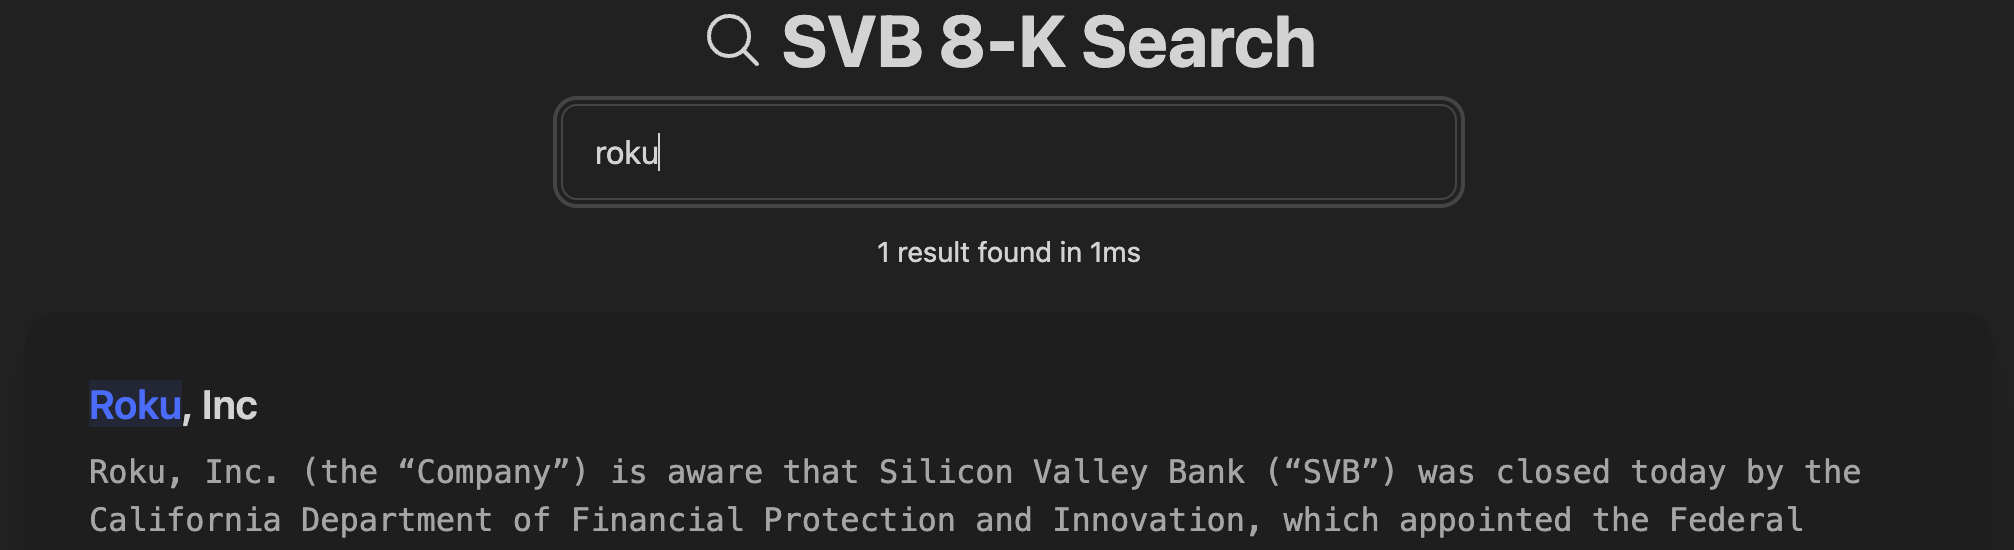 SVB 8-K Search
roku
1 result found in 1ms
Roku, Inc
Roku, Inc. (the “Company”) is aware that Silicon Valley Bank (“SVB”) was closed today by the
California Department of Financial Protection and Innovation, which appointed the Federal